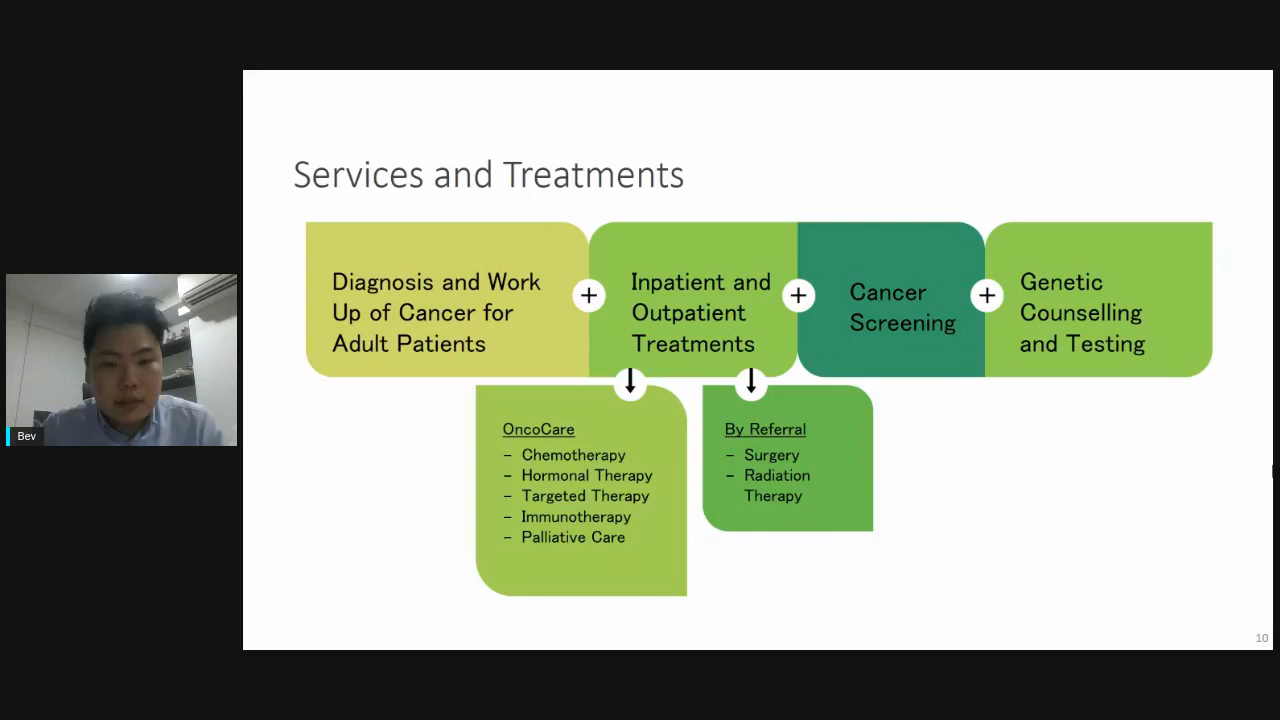 Services and Treatments
Diagnosis and Work
Up of Cancer for
Adult Patients
+
Inpatient and
Outpatient
Treatments
+
Cancer
Screening
+
Genetic
Counselling
and Testing
OncoCare
- Chemotherapy
- Hormonal Therapy
- Targeted Therapy
- Immunotherapy
- Palliative Care
By Referral
- Surgery
- Radiation
Therapy
Bev
10